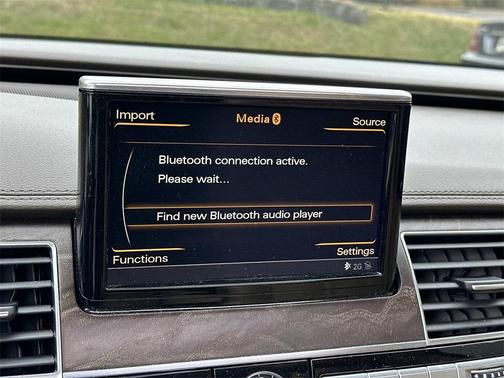 Import
Media
Source
Bluetooth connection active.
Please wait...
Find new Bluetooth audio player
Functions
Settings
2G